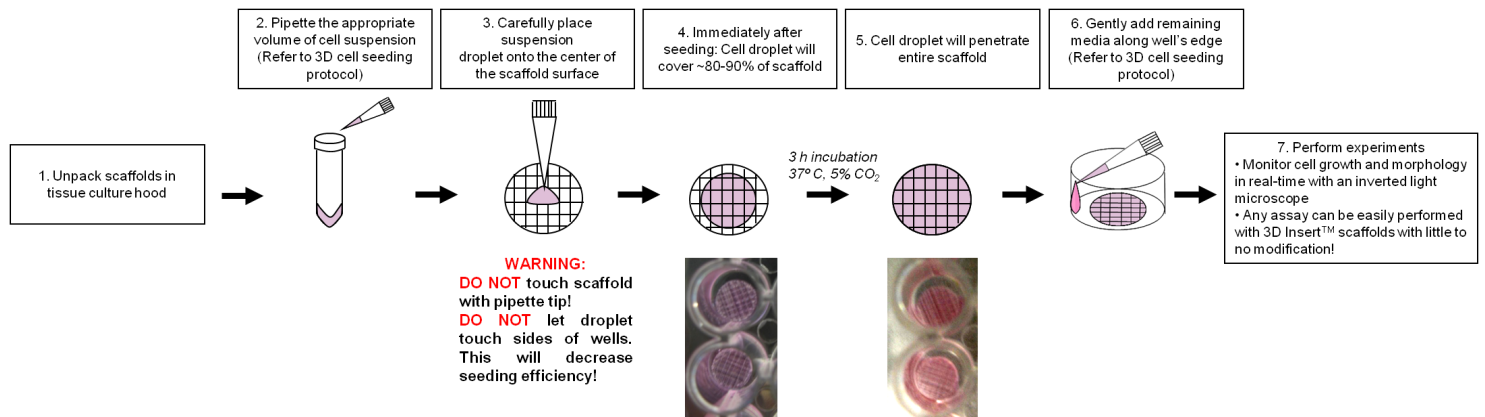 1. Unpack scaffolds in
tissue culture hood
2. Pipette the appropriate
volume of cell suspension
(Refer to 3D cell seeding
protocol)
3. Carefully place
suspension
droplet onto the center of
the scaffold surface
WARNING:
DO NOT touch scaffold
with pipette tip!
DO NOT let droplet
touch sides of wells.
This will decrease
seeding efficiency!
4. Immediately after
seeding: Cell droplet will
cover ~80-90% of scaffold
3 h incubation
37º C, 5% CO₂
5. Cell droplet will penetrate
entire scaffold
6. Gently add remaining
media along well's edge
(Refer to 3D cell seeding
protocol)
7. Perform experiments
• Monitor cell growth and morphology
in real-time with an inverted light
microscope
• Any assay can be easily performed
with 3D Insert™ scaffolds with little to
no modification!